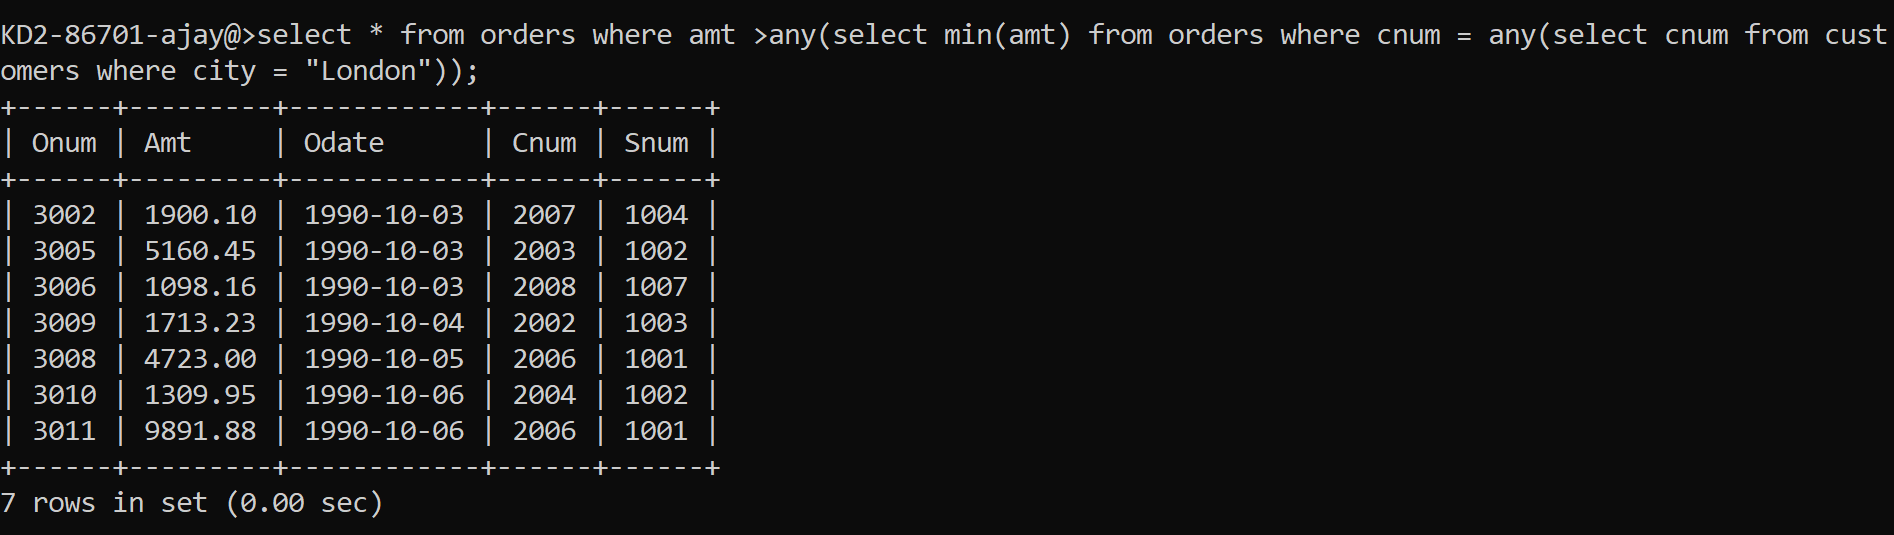 KD2-86701-ajay@>select * from orders where amt >any(select min(amt) from orders where cnum = any(select cnum from cust
omers where city = "London"));
+------+---------+------------+------+------+
| Onum | Amt     | Odate      | Cnum | Snum |
+------+---------+------------+------+------+
| 3002 | 1900.10 | 1990-10-03 | 2007 | 1004 |
| 3005 | 5160.45 | 1990-10-03 | 2003 | 1002 |
| 3006 | 1098.16 | 1990-10-03 | 2008 | 1007 |
| 3009 | 1713.23 | 1990-10-04 | 2002 | 1003 |
| 3008 | 4723.00 | 1990-10-05 | 2006 | 1001 |
| 3010 | 1309.95 | 1990-10-06 | 2004 | 1002 |
| 3011 | 9891.88 | 1990-10-06 | 2006 | 1001 |
+------+---------+------------+------+------+
7 rows in set (0.00 sec)